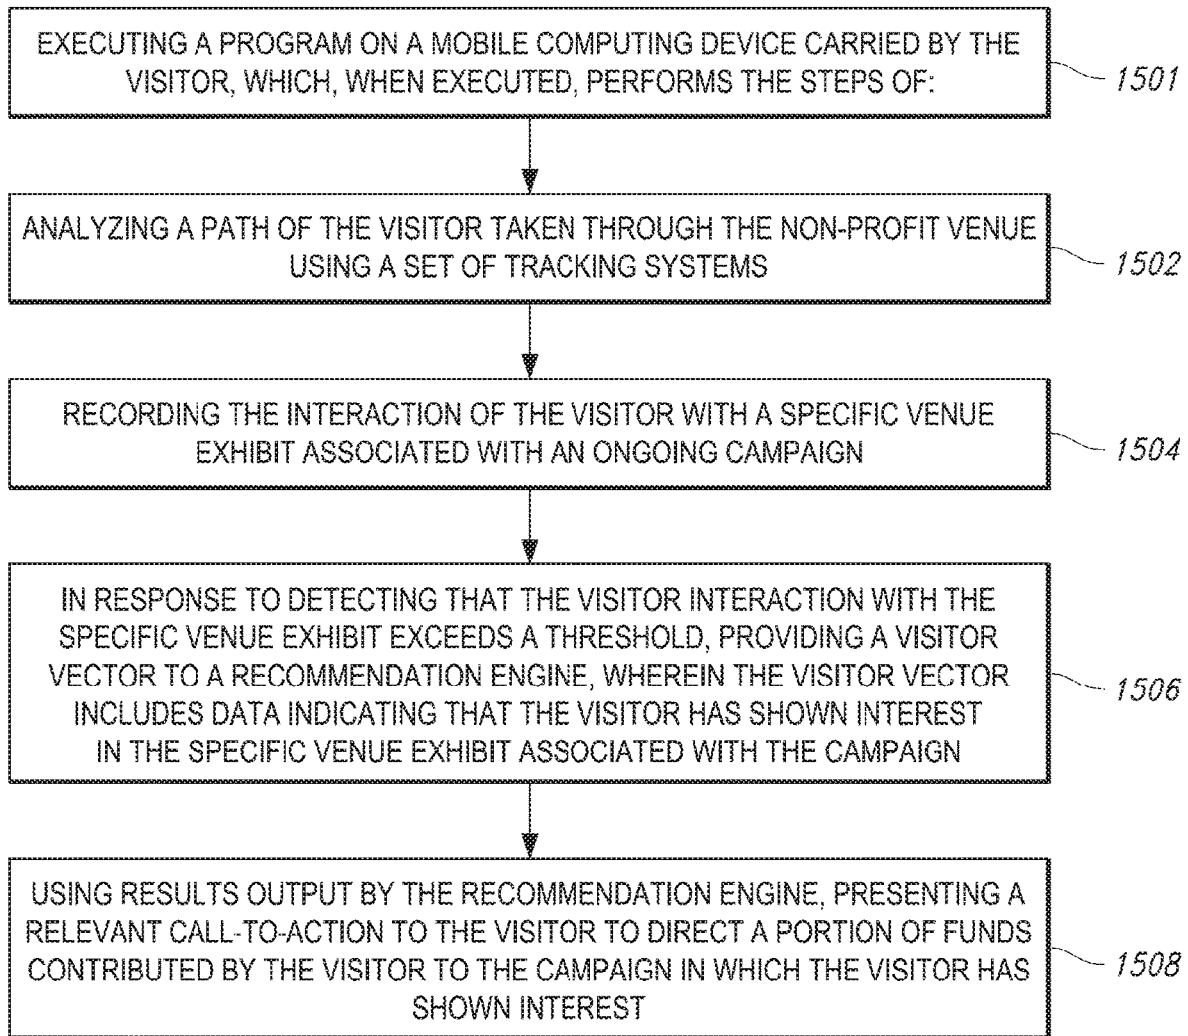 EXECUTING A PROGRAM ON A MOBILE COMPUTING DEVICE CARRIED BY THE
VISITOR, WHICH, WHEN EXECUTED, PERFORMS THE STEPS OF:
1501
ANALYZING A PATH OF THE VISITOR TAKEN THROUGH THE NON-PROFIT VENUE
USING A SET OF TRACKING SYSTEMS
1502
RECORDING THE INTERACTION OF THE VISITOR WITH A SPECIFIC VENUE
EXHIBIT ASSOCIATED WITH AN ONGOING CAMPAIGN
1504
IN RESPONSE TO DETECTING THAT THE VISITOR INTERACTION WITH THE
SPECIFIC VENUE EXHIBIT EXCEEDS A THRESHOLD, PROVIDING A VISITOR
VECTOR TO A RECOMMENDATION ENGINE, WHEREIN THE VISITOR VECTOR
INCLUDES DATA INDICATING THAT THE VISITOR HAS SHOWN INTEREST
IN THE SPECIFIC VENUE EXHIBIT ASSOCIATED WITH THE CAMPAIGN
1506
USING RESULTS OUTPUT BY THE RECOMMENDATION ENGINE, PRESENTING A
RELEVANT CALL-TO-ACTION TO THE VISITOR TO DIRECT A PORTION OF FUNDS
CONTRIBUTED BY THE VISITOR TO THE CAMPAIGN IN WHICH THE VISITOR HAS
SHOWN INTEREST
1508